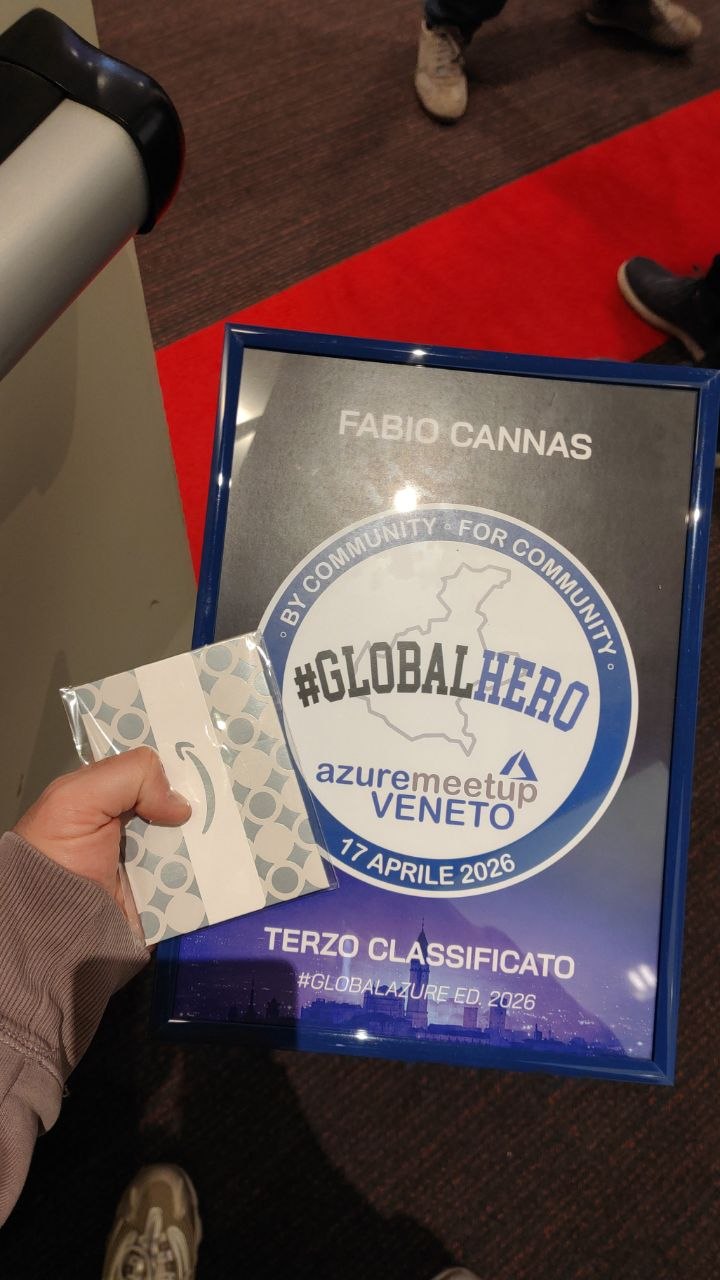 FABIO CANNAS
◦ BY COMMUNITY ◦ FOR COMMUNITY ◦
#GLOBALHERO
azuremeetup
VENETO
17 APRILE 2026
TERZO CLASSIFICATO
#GLOBALAZURE ED. 2026